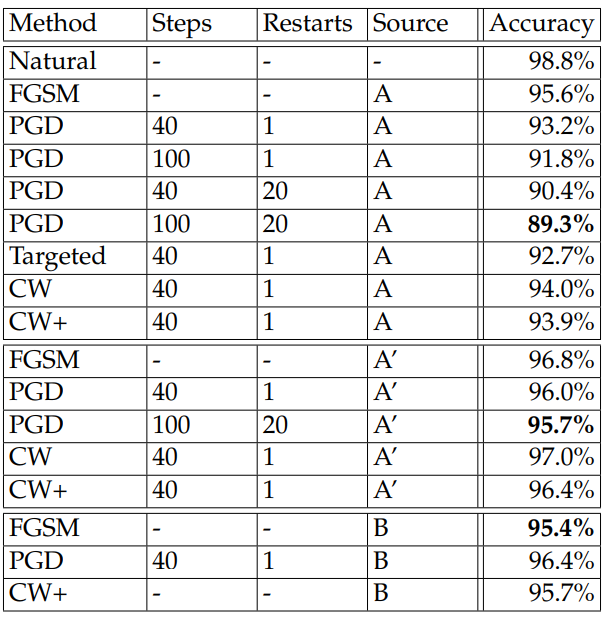 Method Steps Restarts Source Accuracy
Natural - - - 98.8%
FGSM - - A 95.6%
PGD 40 1 A 93.2%
PGD 100 1 A 91.8%
PGD 40 20 A 90.4%
PGD 100 20 A 89.3%
Targeted 40 1 A 92.7%
CW 40 1 A 94.0%
CW+ 40 1 A 93.9%
FGSM - - A’ 96.8%
PGD 40 1 A’ 96.0%
PGD 100 20 A’ 95.7%
CW 40 1 A’ 97.0%
CW+ 40 1 A’ 96.4%
FGSM - - B 95.4%
PGD 40 1 B 96.4%
CW+ - - B 95.7%